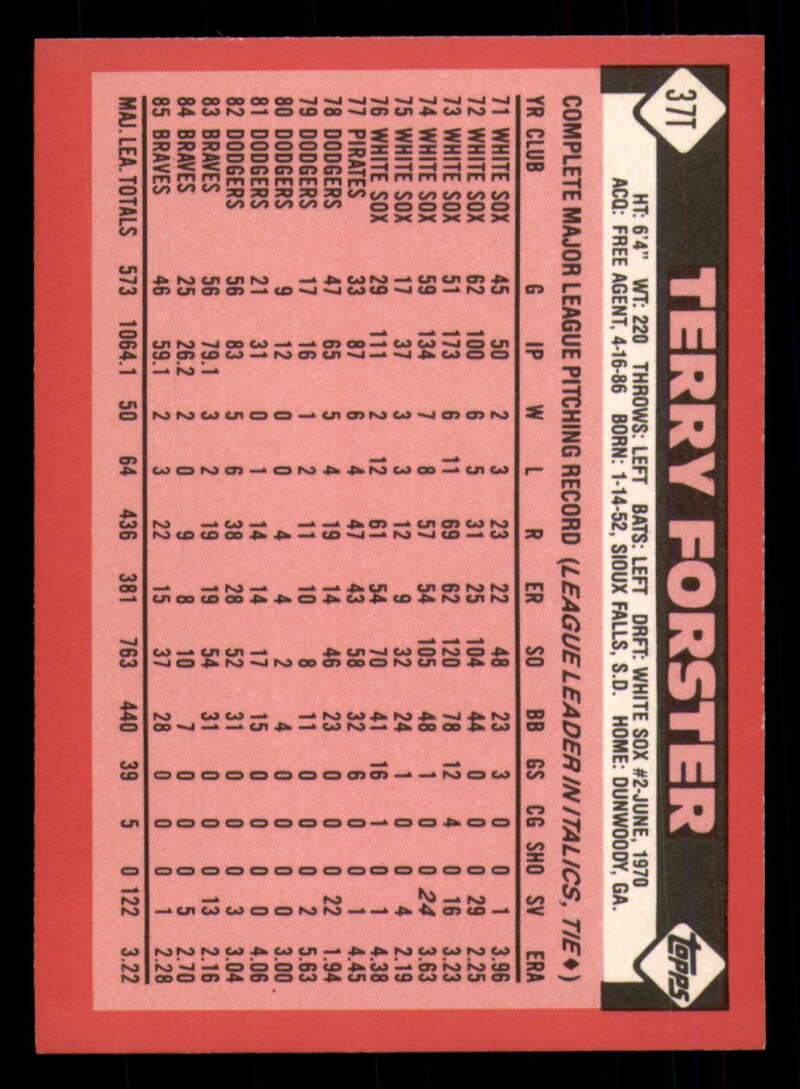 37T
TERRY FORSTER
topps
HT: 6'4" WT: 220 THROWS: LEFT BATS: LEFT DRFT: WHITE SOX #2-JUNE, 1970
ACQ: FREE AGENT, 4-16-86 BORN: 1-14-52, SIOUX FALLS, S.D. HOME: DUNWOODY, GA.
COMPLETE MAJOR LEAGUE PITCHING RECORD (LEAGUE LEADER IN ITALICS, TIE ♦)
YR CLUB G IP W L R ER SO BB GS CG SHO SV ERA
71 WHITE SOX 45 50 2 3 23 22 48 23 3 0 0 1 3.96
72 WHITE SOX 62 100 6 5 31 25 104 44 0 0 0 29 2.25
73 WHITE SOX 51 173 6 11 69 62 120 78 12 4 0 16 3.23
74 WHITE SOX 59 134 7 8 57 54 105 48 1 0 0 24 3.63
75 WHITE SOX 17 37 3 3 12 9 32 24 1 0 0 4 2.19
76 WHITE SOX 29 111 2 12 61 54 70 41 16 1 0 1 4.38
77 PIRATES 33 87 6 4 47 43 58 32 6 0 0 1 4.45
78 DODGERS 47 65 5 4 19 14 46 23 0 0 0 22 1.94
79 DODGERS 17 16 1 2 11 10 8 11 0 0 0 2 5.63
80 DODGERS 9 12 0 0 4 4 2 4 0 0 0 0 3.00
81 DODGERS 21 31 0 1 14 14 17 15 0 0 0 0 4.06
82 DODGERS 56 83 5 6 38 28 52 31 0 0 0 3 3.04
83 BRAVES 56 79.1 3 2 19 19 54 31 0 0 0 13 2.16
84 BRAVES 25 26.2 2 0 9 8 10 7 0 0 0 5 2.70
85 BRAVES 46 59.1 2 3 22 15 37 28 0 0 0 1 2.28
MAJ. LEA. TOTALS 573 1064.1 50 64 436 381 763 440 39 5 0 122 3.22